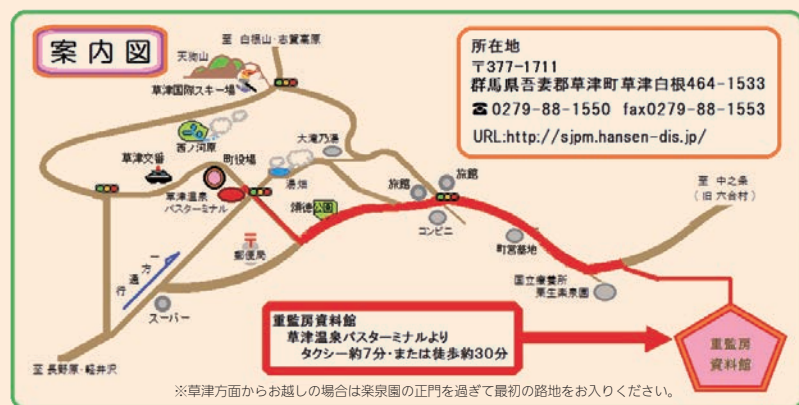 案内図
至 白根山・志賀高原
天狗山
草津国際スキー場
所在地
〒377-1711
群馬県吾妻郡草津町草津白根464-1533
☎0279-88-1550 fax0279-88-1553
URL:http://sjpm.hansen-dis.jp/
西ノ河原
大滝乃湯
草津交番
町役場
湯畑
草津温泉
バスターミナル
旅館
旅館
至 中之条
(旧 六合村)
頌徳公園
コンビニ
郵便局
町営墓地
一方通行
国立療養所
栗生楽泉園
スーパー
重監房資料館
草津温泉バスターミナルより
タクシー約7分・または徒歩約30分
重監房
資料館
至 長野原・軽井沢
※草津方面からお越しの場合は楽泉園の正門を過ぎて最初の路地をお入りください。